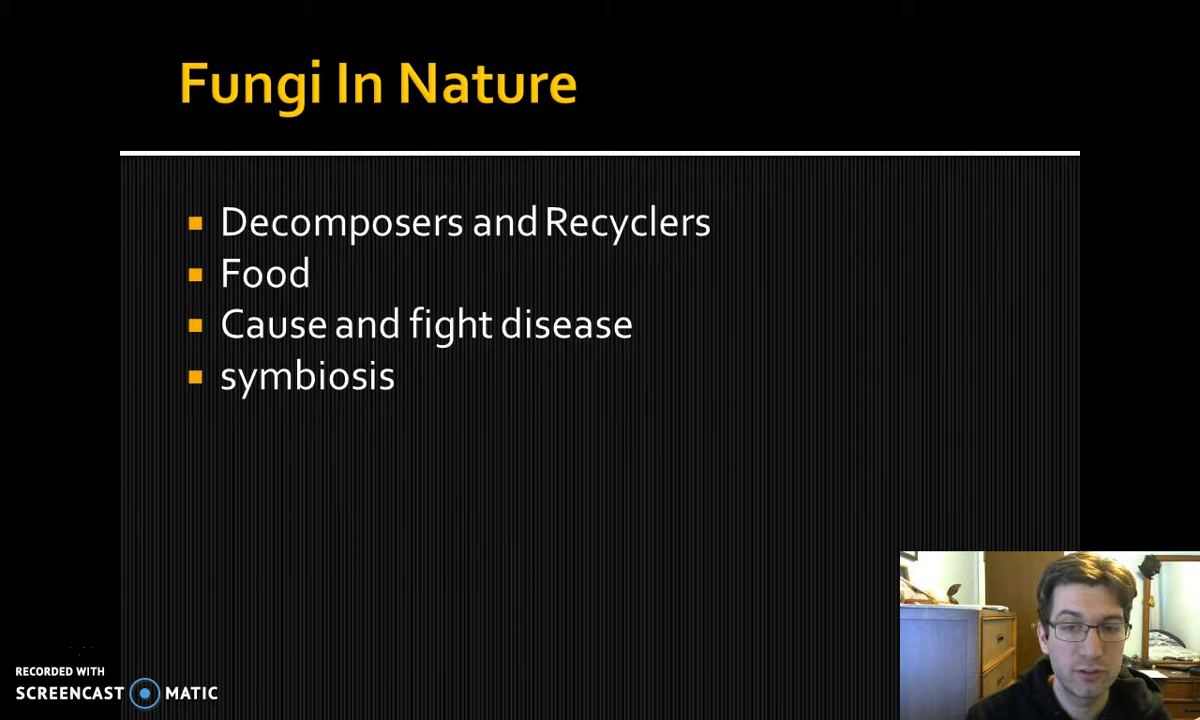 Fungi In Nature
Decomposers and Recyclers
Food
Cause and fight disease
symbiosis
RECORDED WITH
SCREENCAST MATIC